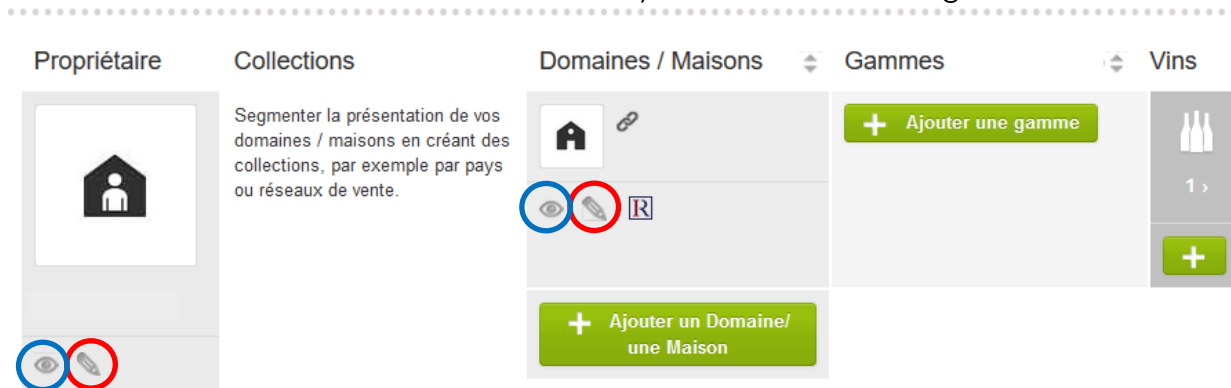 Propriétaire
Collections
Domaines / Maisons
Gammes
Vins
Segmenter la présentation de vos
domaines / maisons en créant des
collections, par exemple par pays
ou réseaux de vente.
+ Ajouter une gamme
1 ›
R
+
+ Ajouter un Domaine/
une Maison